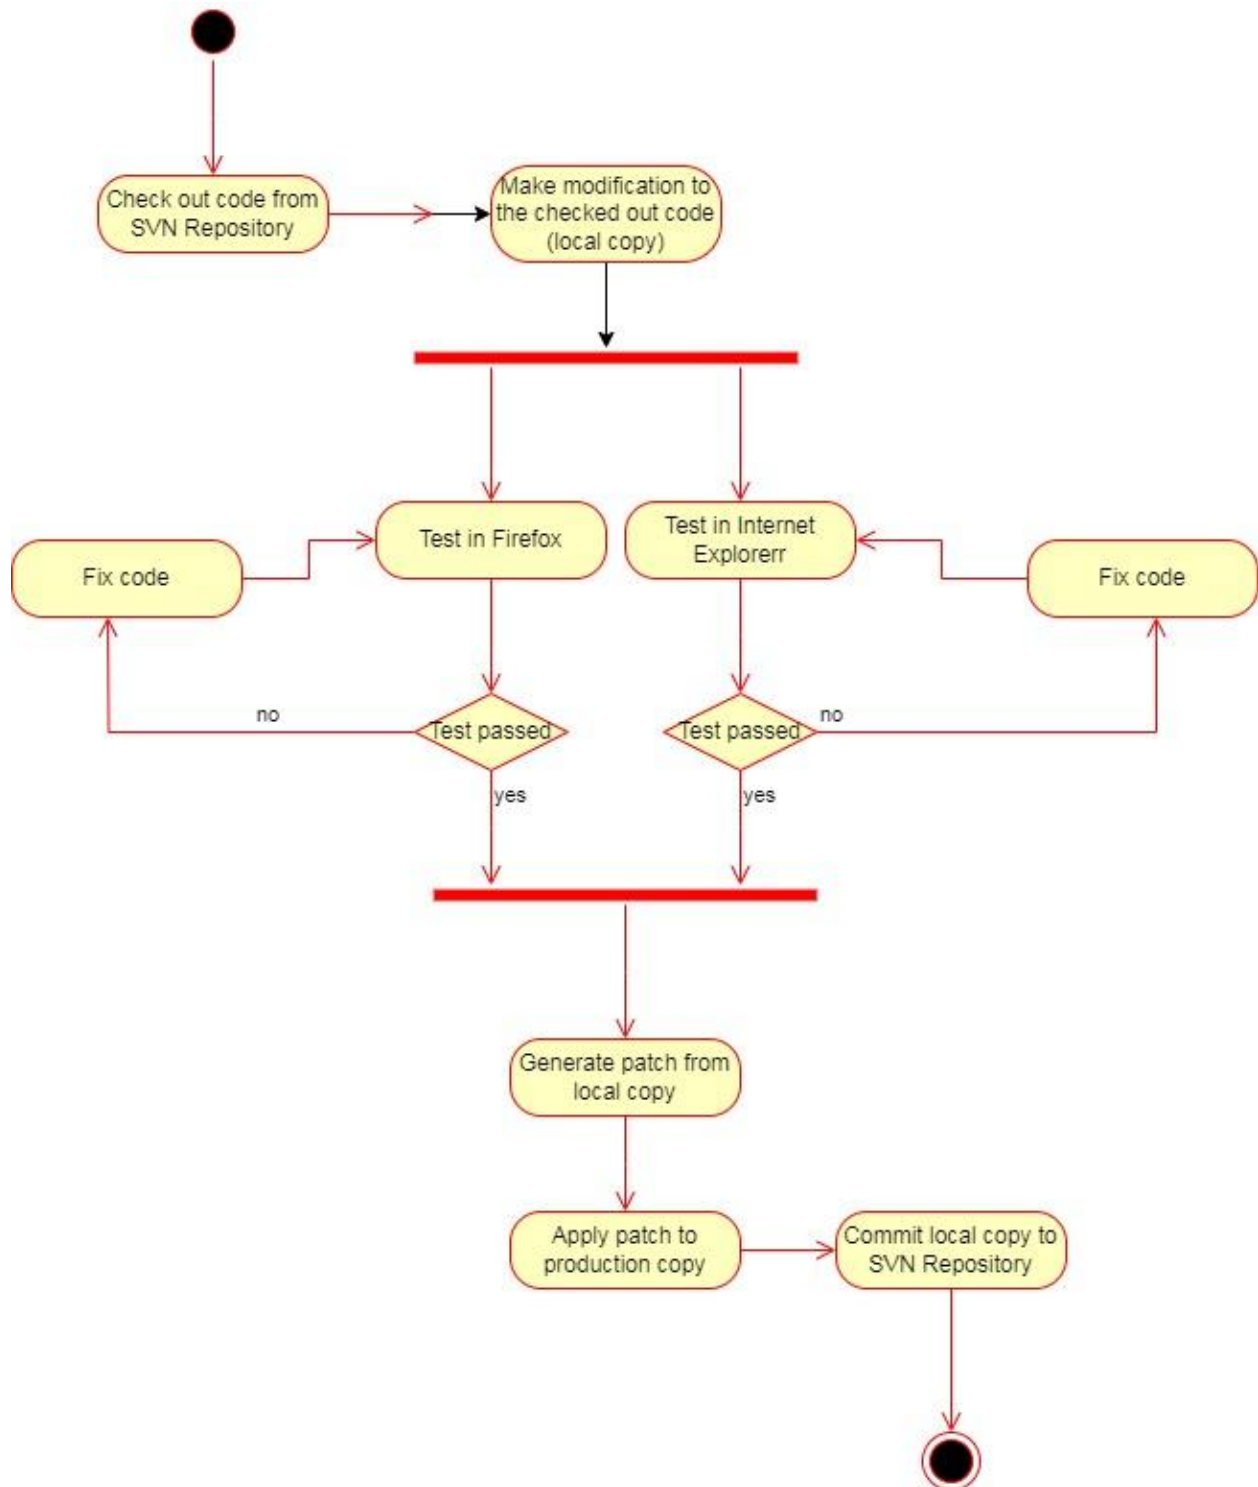 Check out code from
SVN Repository
Make modification to
the checked out code
(local copy)
Test in Firefox
Test in Internet
Explorerr
Fix code
Fix code
no
Test passed
Test passed
no
yes
yes
Generate patch from
local copy
Apply patch to
production copy
Commit local copy to
SVN Repository